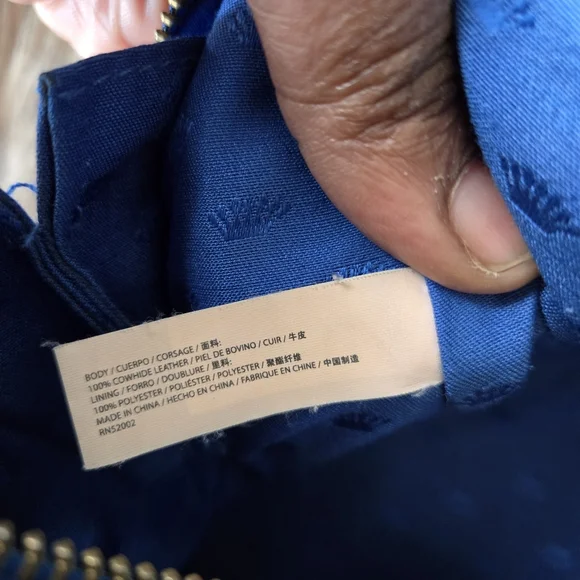 BODY / CUERPO / CORSAGE / 面料:
100% COWHIDE LEATHER / PIEL DE BOVINO / CUIR / 牛皮
LINING / FORRO / DOUBLURE / 里料:
100% POLYESTER / POLIÉSTER / POLYESTER / 聚酯纤维
MADE IN CHINA / HECHO EN CHINA / FABRIQUE EN CHINE / 中国制造
RN52002